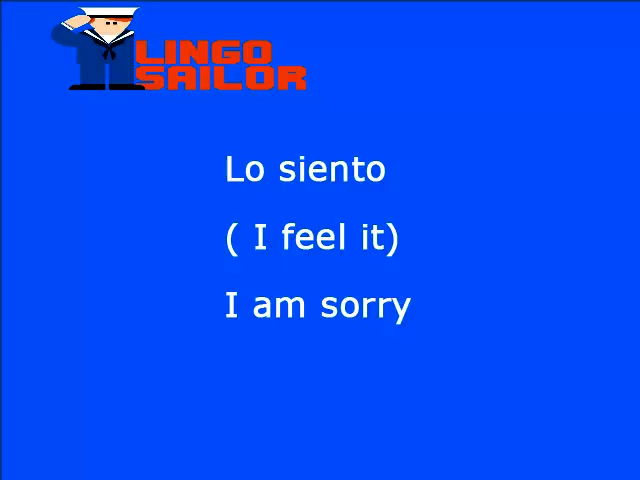 LINGO
SAILOR
Lo siento
( I feel it)
I am sorry